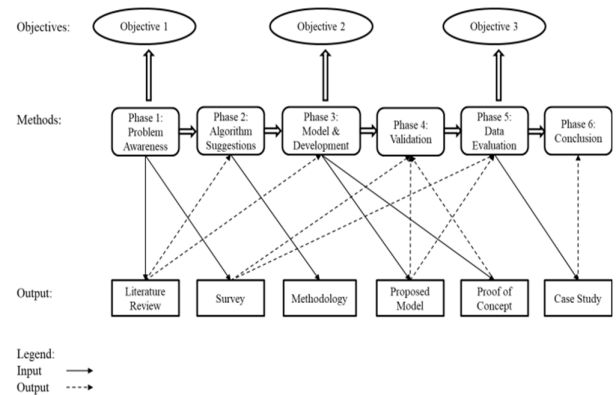 Objectives:
Objective 1
Objective 2
Objective 3
Methods:
Phase 1:
Problem
Awareness
Phase 2:
Algorithm
Suggestions
Phase 3:
Model &
Development
Phase 4:
Validation
Phase 5:
Data
Evaluation
Phase 6:
Conclusion
Output:
Literature
Review
Survey
Methodology
Proposed
Model
Proof of
Concept
Case Study
Legend:
Input
Output